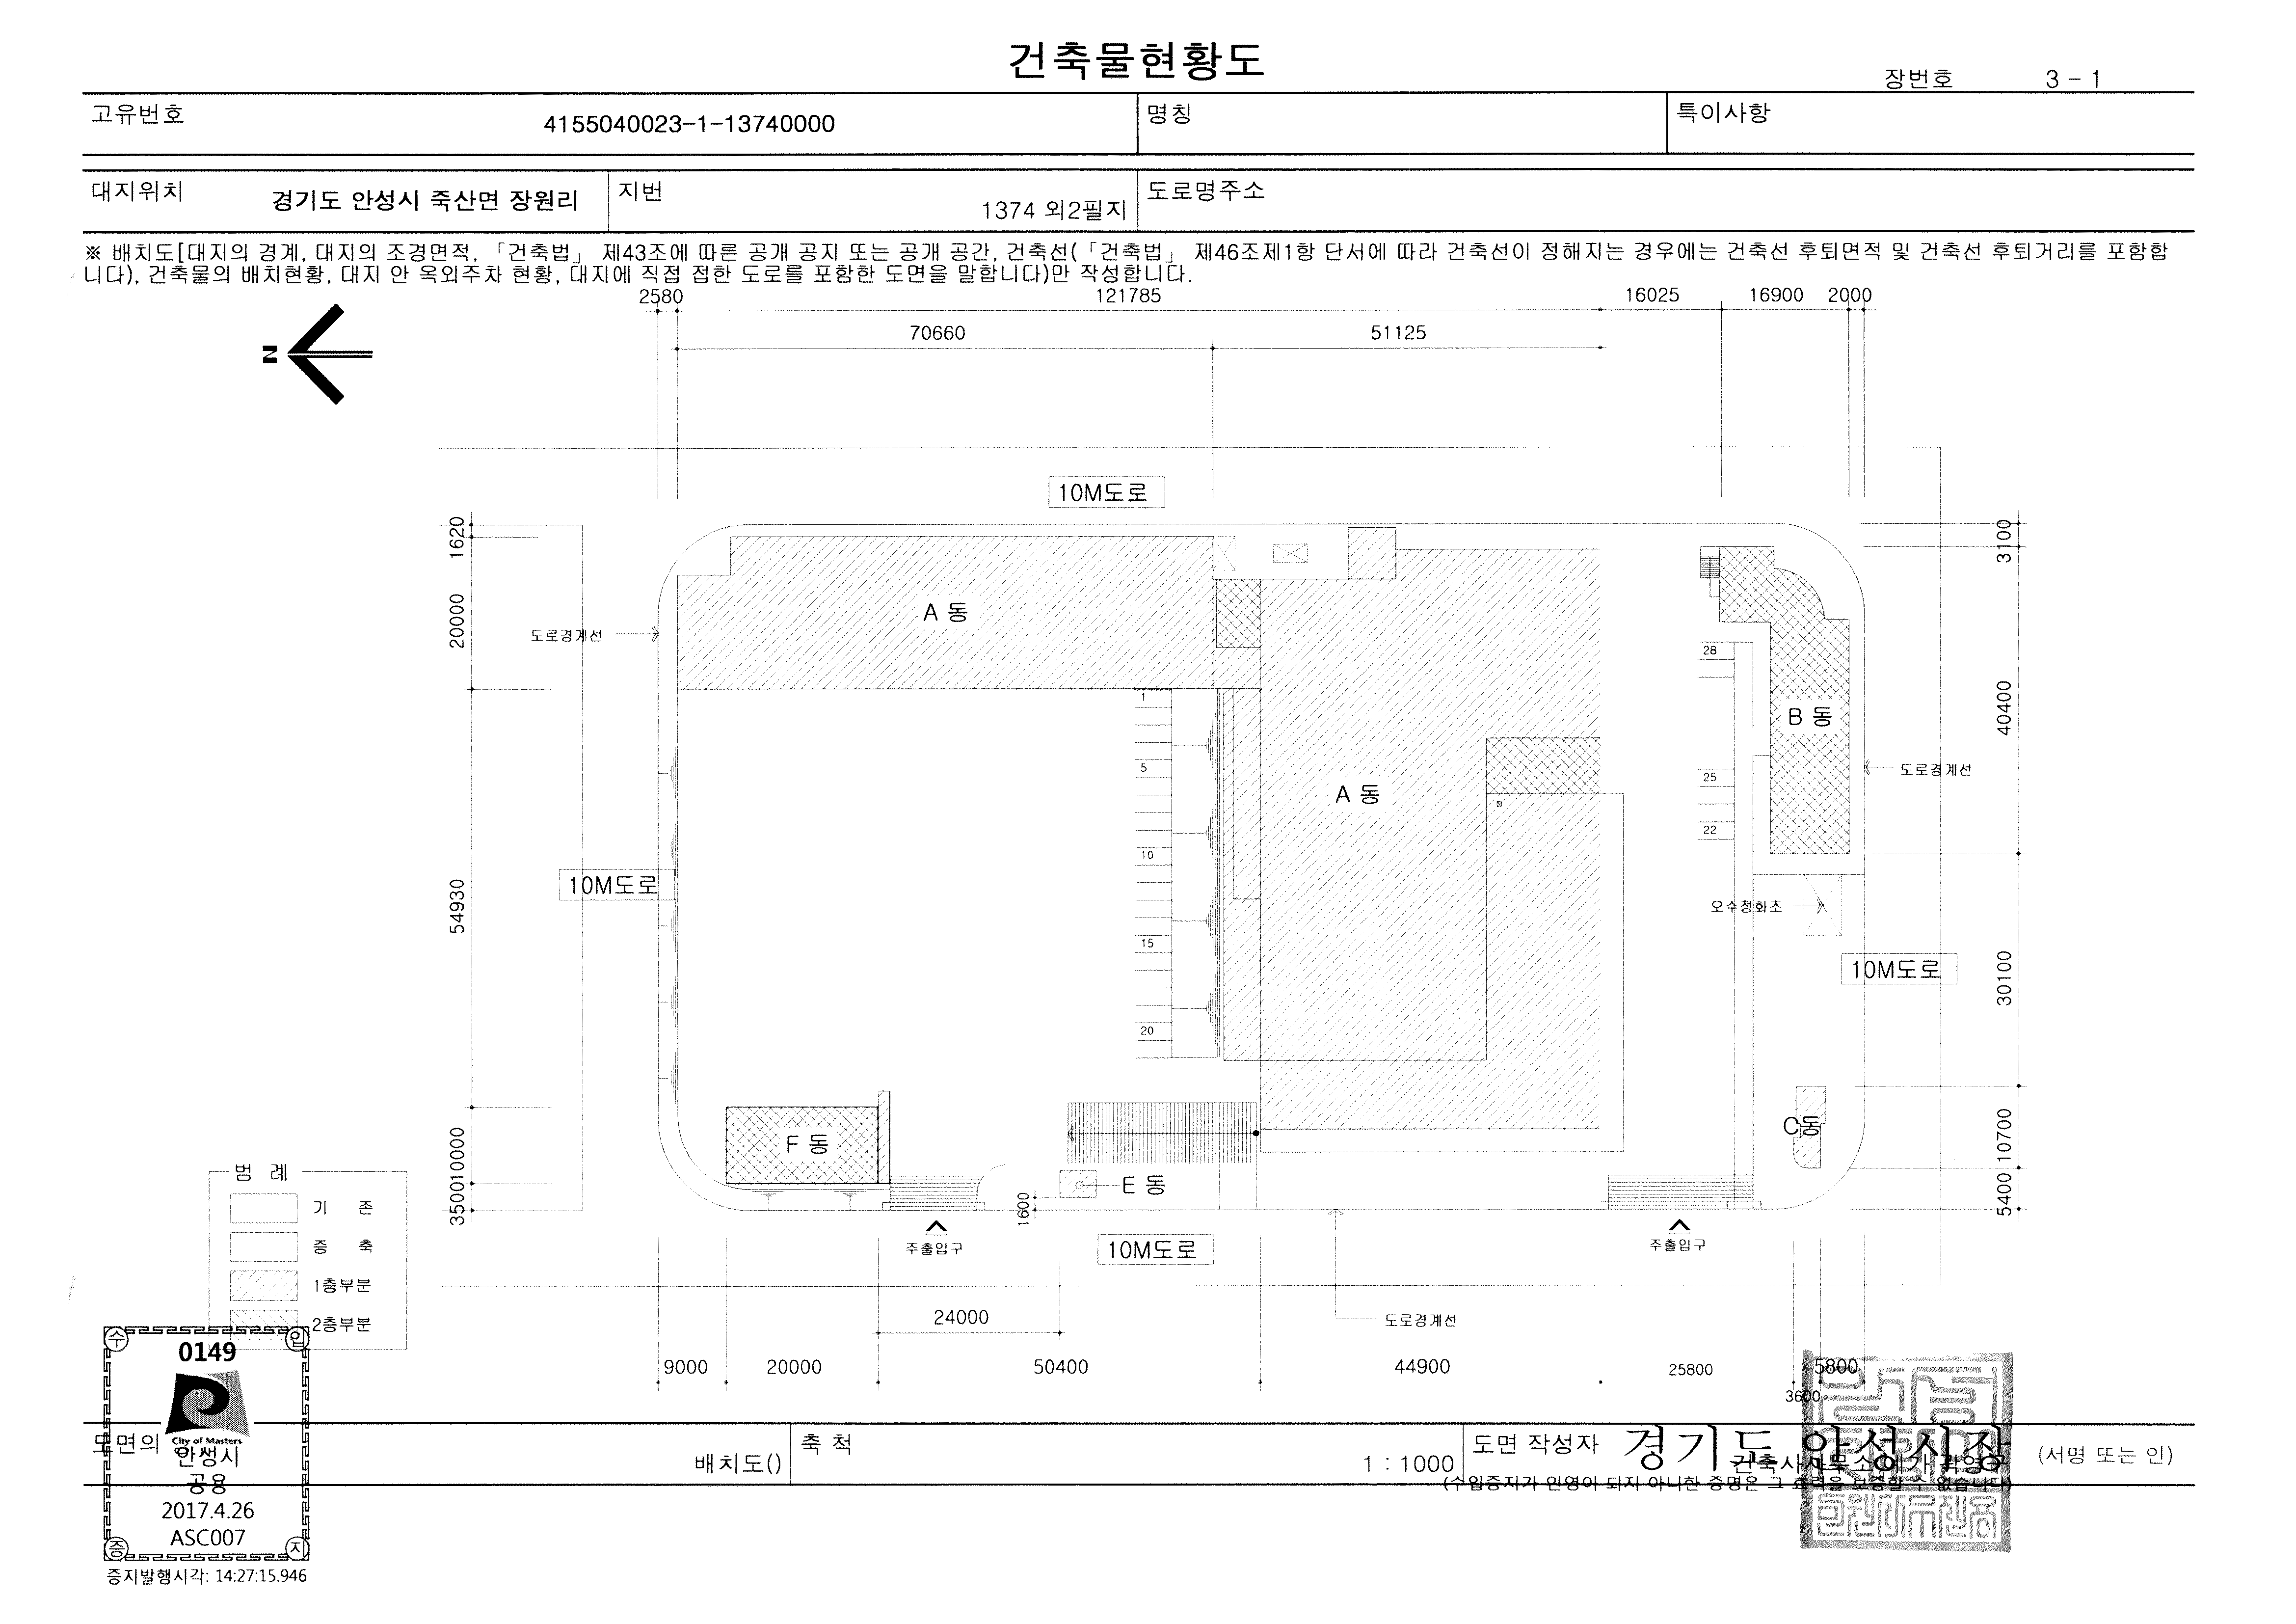 건축물현황도
장번호 3 - 1
고유번호 4155040023-1-13740000 명칭 특이사항
대지위치 경기도 안성시 죽산면 장원리 지번 1374 외2필지 도로명주소
※ 배치도[대지의 경계, 대지의 조경면적, 「건축법」 제43조에 따른 공개 공지 또는 공개 공간, 건축선(「건축법」 제46조제1항 단서에 따라 건축선이 정해지는 경우에는 건축선 후퇴면적 및 건축선 후퇴거리를 포함합
니다), 건축물의 배치현황, 대지 안 옥외주차 현황, 대지에 직접 접한 도로를 포함한 도면을 말합니다)만 작성합니다.
2580 121785 16025 16900 2000
70660 51125
N
10M도로
1620
3100
A 동
20000
도로경계선
28
1
B 동
40400
5
25
도로경계선
A 동
22
10
10M도로
54930
오수정화조
15
10M도로
30100
20
C동
F 동
10000
10700
E 동
3500
1600
5400
주출입구
10M도로
주출입구
범 례
기 존
증 축
1층부분
2층부분
24000
도로경계선
9000 20000 50400 44900 25800 5800
3600
수 입
0149
City of Masters
안성시
공용
2017.4.26
ASC007
증 지
증지발행시각: 14:27:15.946
배치도()
축 척 1 : 1000
도면 작성자
경기도 안성시장
(서명 또는 인)
(수입증지가 인영이 되지 아니한 증명은 그 효력을 보증할 수 없습니다)